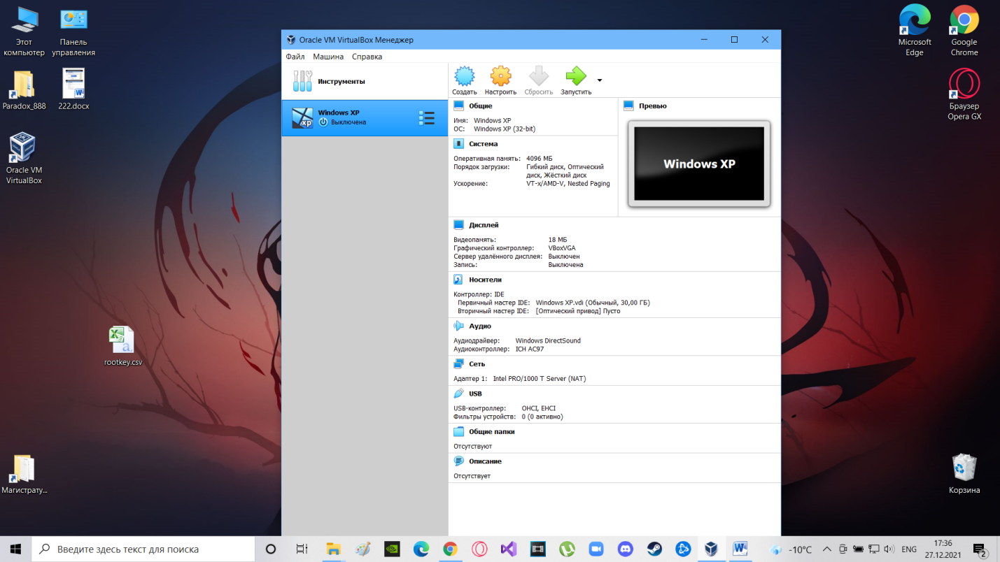 Этот
компьютер
Панель
управления
Paradox_888
222.docx
Oracle VM
VirtualBox
rootkey.csv
Магистрату...
Oracle VM VirtualBox Менеджер
Файл Машина Справка
Инструменты
Windows XP
Выключена
Создать Настроить Сбросить Запустить
Общие
Имя: Windows XP
ОС: Windows XP (32-bit)
Система
Оперативная память: 4096 МБ
Порядок загрузки: Гибкий диск, Оптический
диск, Жёсткий диск
Ускорение: VT-x/AMD-V, Nested Paging
Превью
Windows XP
Дисплей
Видеопамять: 18 МБ
Графический контроллер: VBoxVGA
Сервер удалённого дисплея: Выключен
Запись: Выключена
Носители
Контроллер: IDE
Первичный мастер IDE: Windows XP.vdi (Обычный, 30,00 ГБ)
Вторичный мастер IDE: [Оптический привод] Пусто
Аудио
Аудиодрайвер: Windows DirectSound
Аудиоконтроллер: ICH AC97
Сеть
Адаптер 1: Intel PRO/1000 T Server (NAT)
USB
USB-контроллер: OHCI, EHCI
Фильтры устройств: 0 (0 активно)
Общие папки
Отсутствуют
Описание
Отсутствует
Microsoft
Edge
Google
Chrome
Браузер
Opera GX
Корзина
Введите здесь текст для поиска
-10°C
ENG
17:36
27.12.2021
2